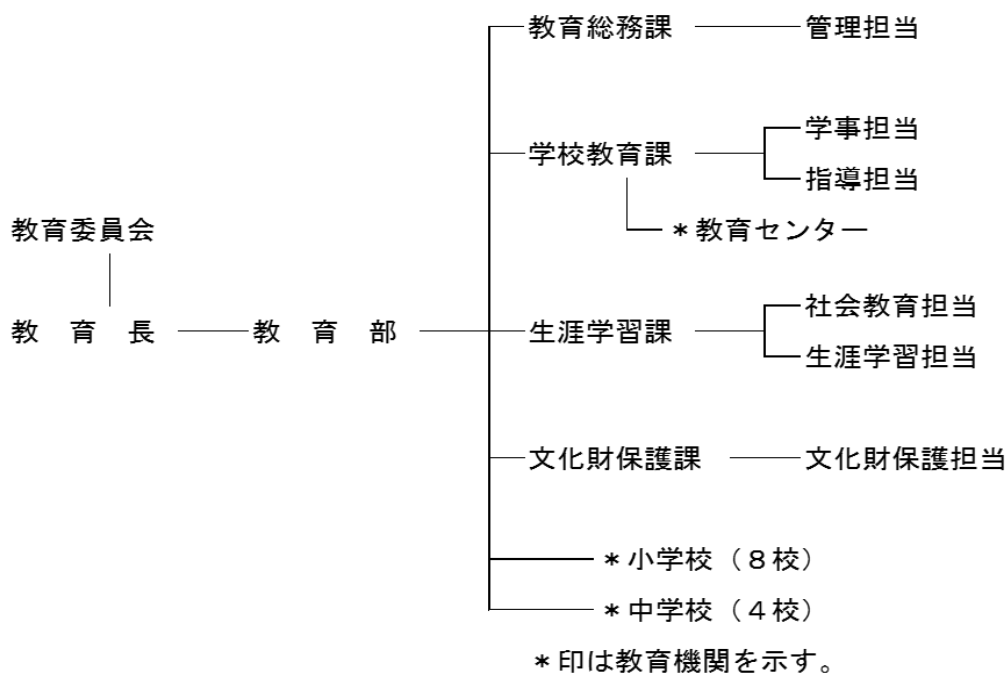 教育総務課 管理担当
学事担当
学校教育課
指導担当
教育委員会
＊教育センター
社会教育担当
教　育　長 教　育　部 生涯学習課
生涯学習担当
文化財保護課 文化財保護担当
＊小学校（８校）
＊中学校（４校）
＊印は教育機関を示す。